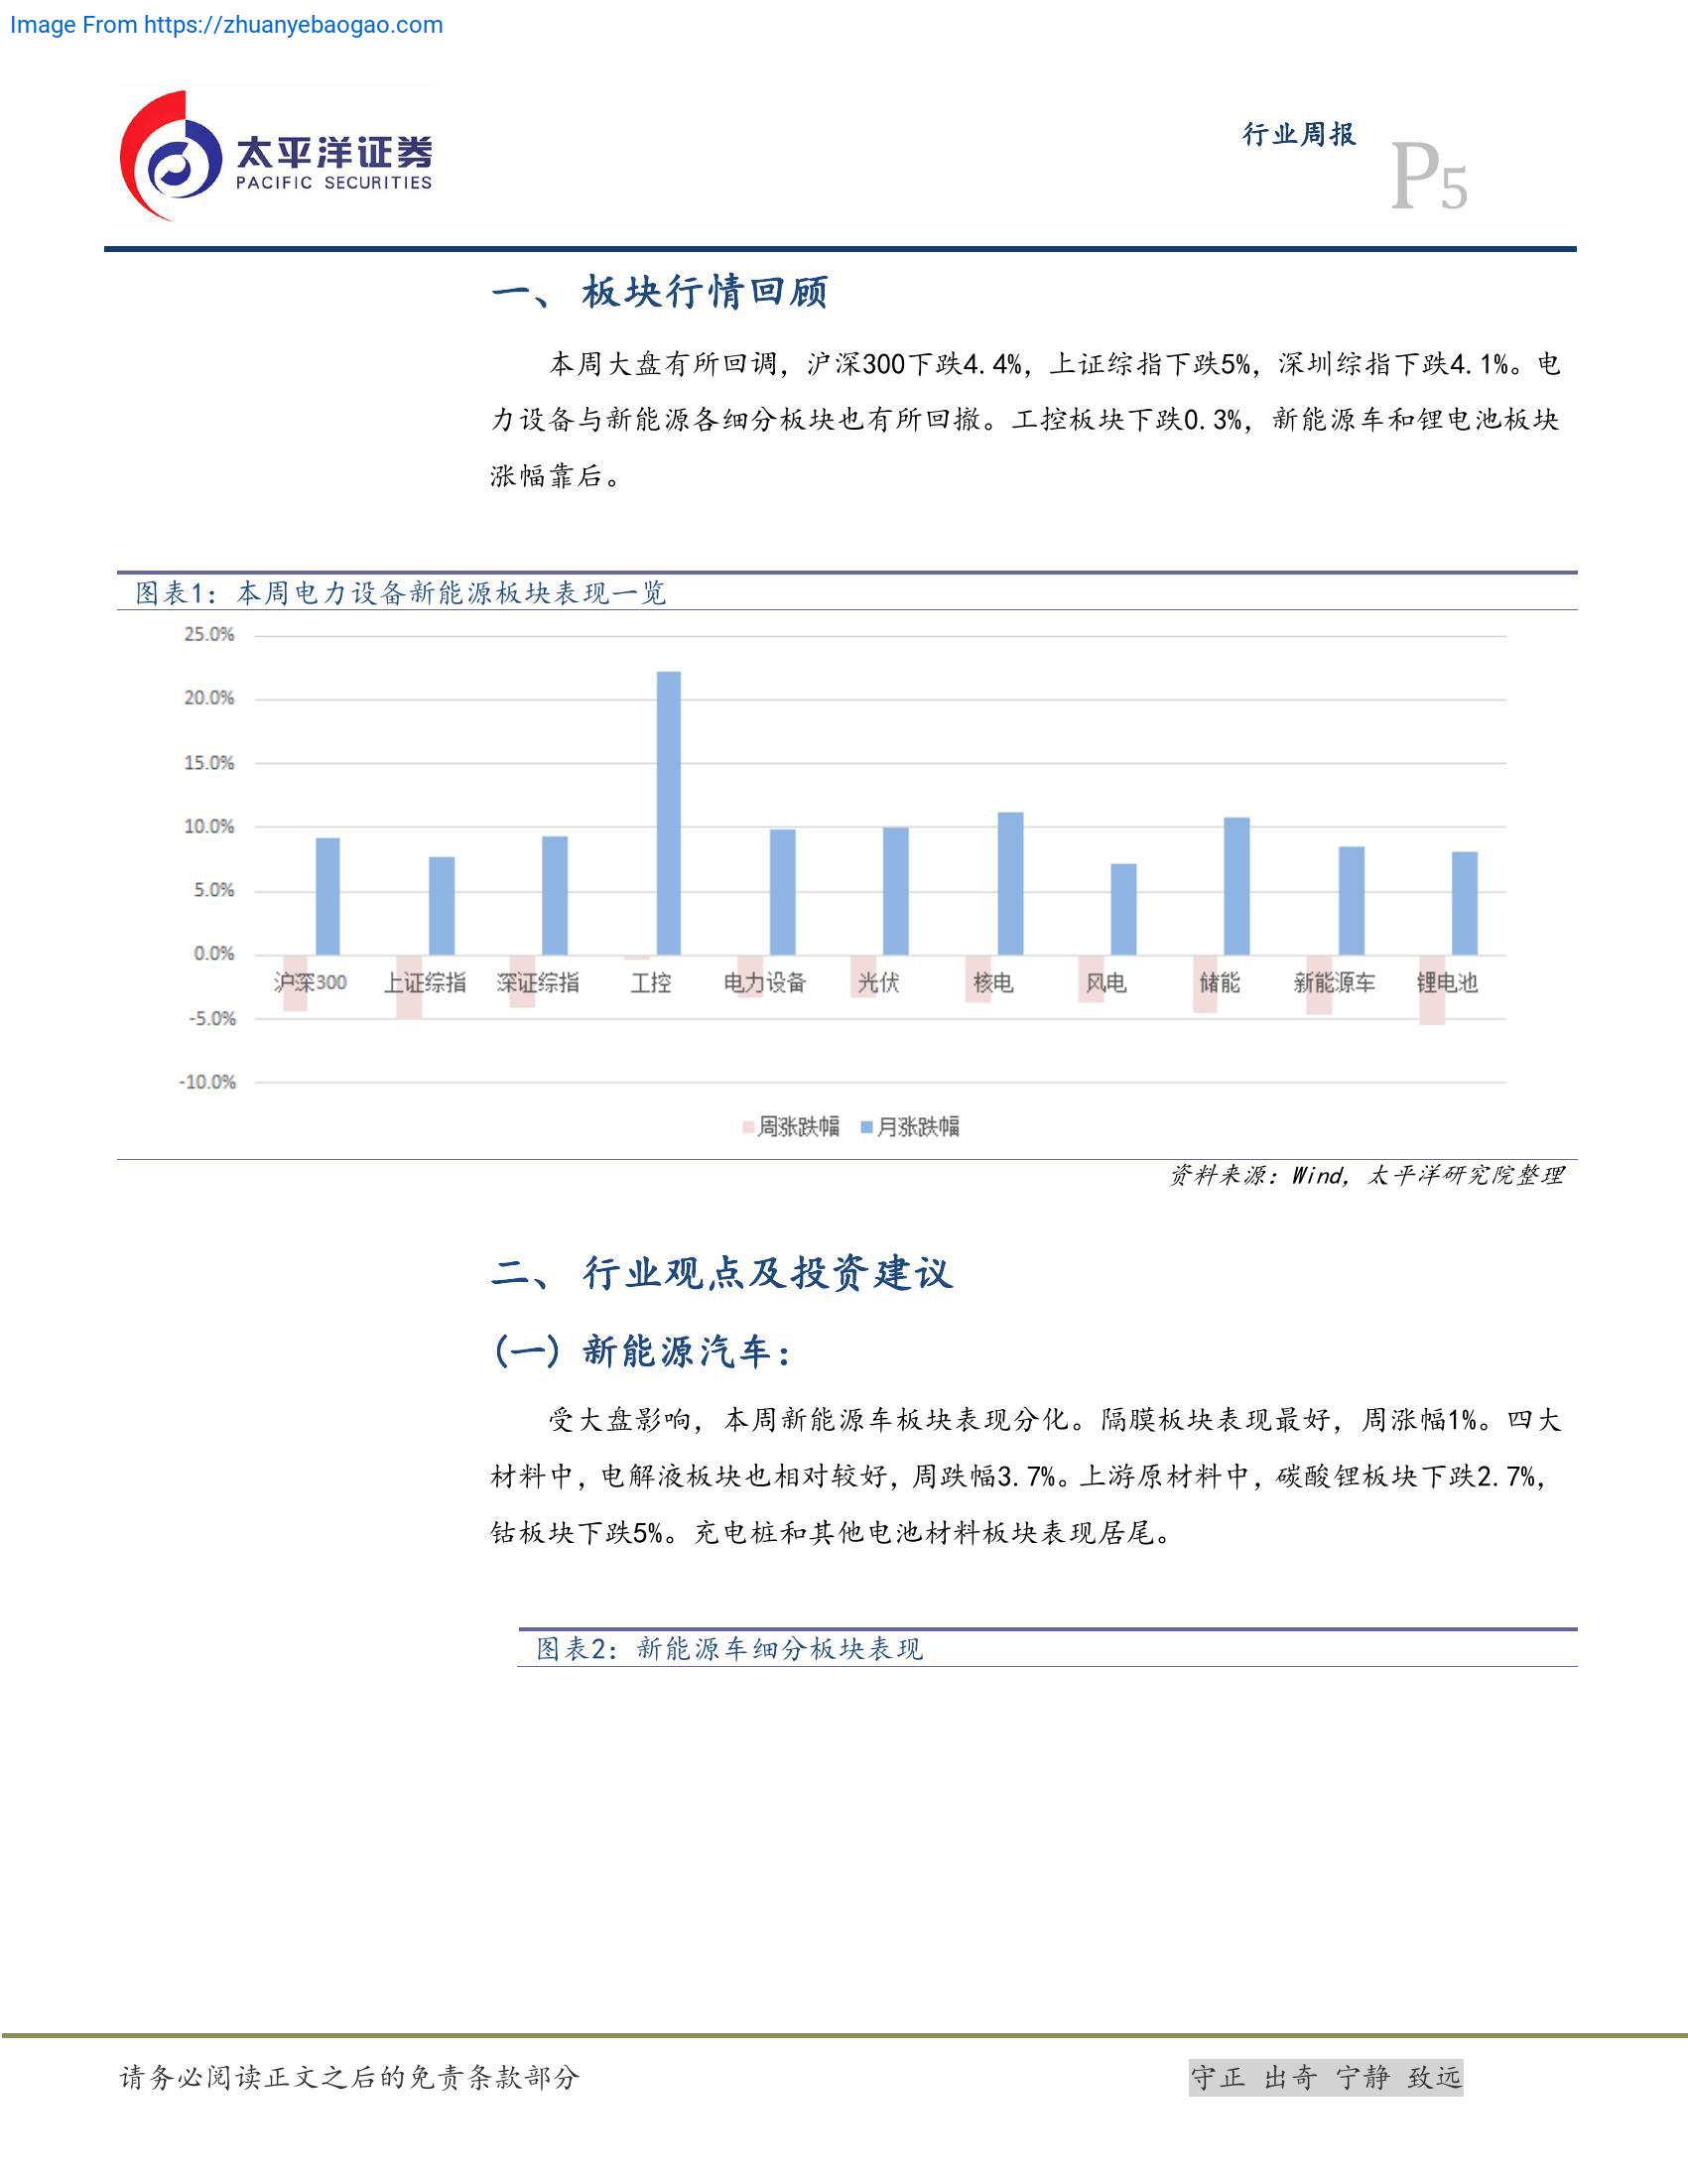 Image From https://zhuanyebaogao.com
太平洋证券
PACIFIC SECURITIES
行业周报
P5
一、 板块行情回顾
本周大盘有所回调，沪深300下跌4.4%，上证综指下跌5%，深圳综指下跌4.1%。电
力设备与新能源各细分板块也有所回撤。工控板块下跌0.3%，新能源车和锂电池板块
涨幅靠后。
图表1：本周电力设备新能源板块表现一览
25.0%
20.0%
15.0%
10.0%
5.0%
0.0%
沪深300 上证综指 深证综指 工控 电力设备 光伏 核电 风电 储能 新能源车 锂电池
-5.0%
-10.0%
周涨跌幅 月涨跌幅
资料来源：Wind，太平洋研究院整理
二、 行业观点及投资建议
(一) 新能源汽车：
受大盘影响，本周新能源车板块表现分化。隔膜板块表现最好，周涨幅1%。四大
材料中，电解液板块也相对较好，周跌幅3.7%。上游原材料中，碳酸锂板块下跌2.7%，
钴板块下跌5%。充电桩和其他电池材料板块表现居尾。
图表2：新能源车细分板块表现
请务必阅读正文之后的免责条款部分
守正 出奇 宁静 致远